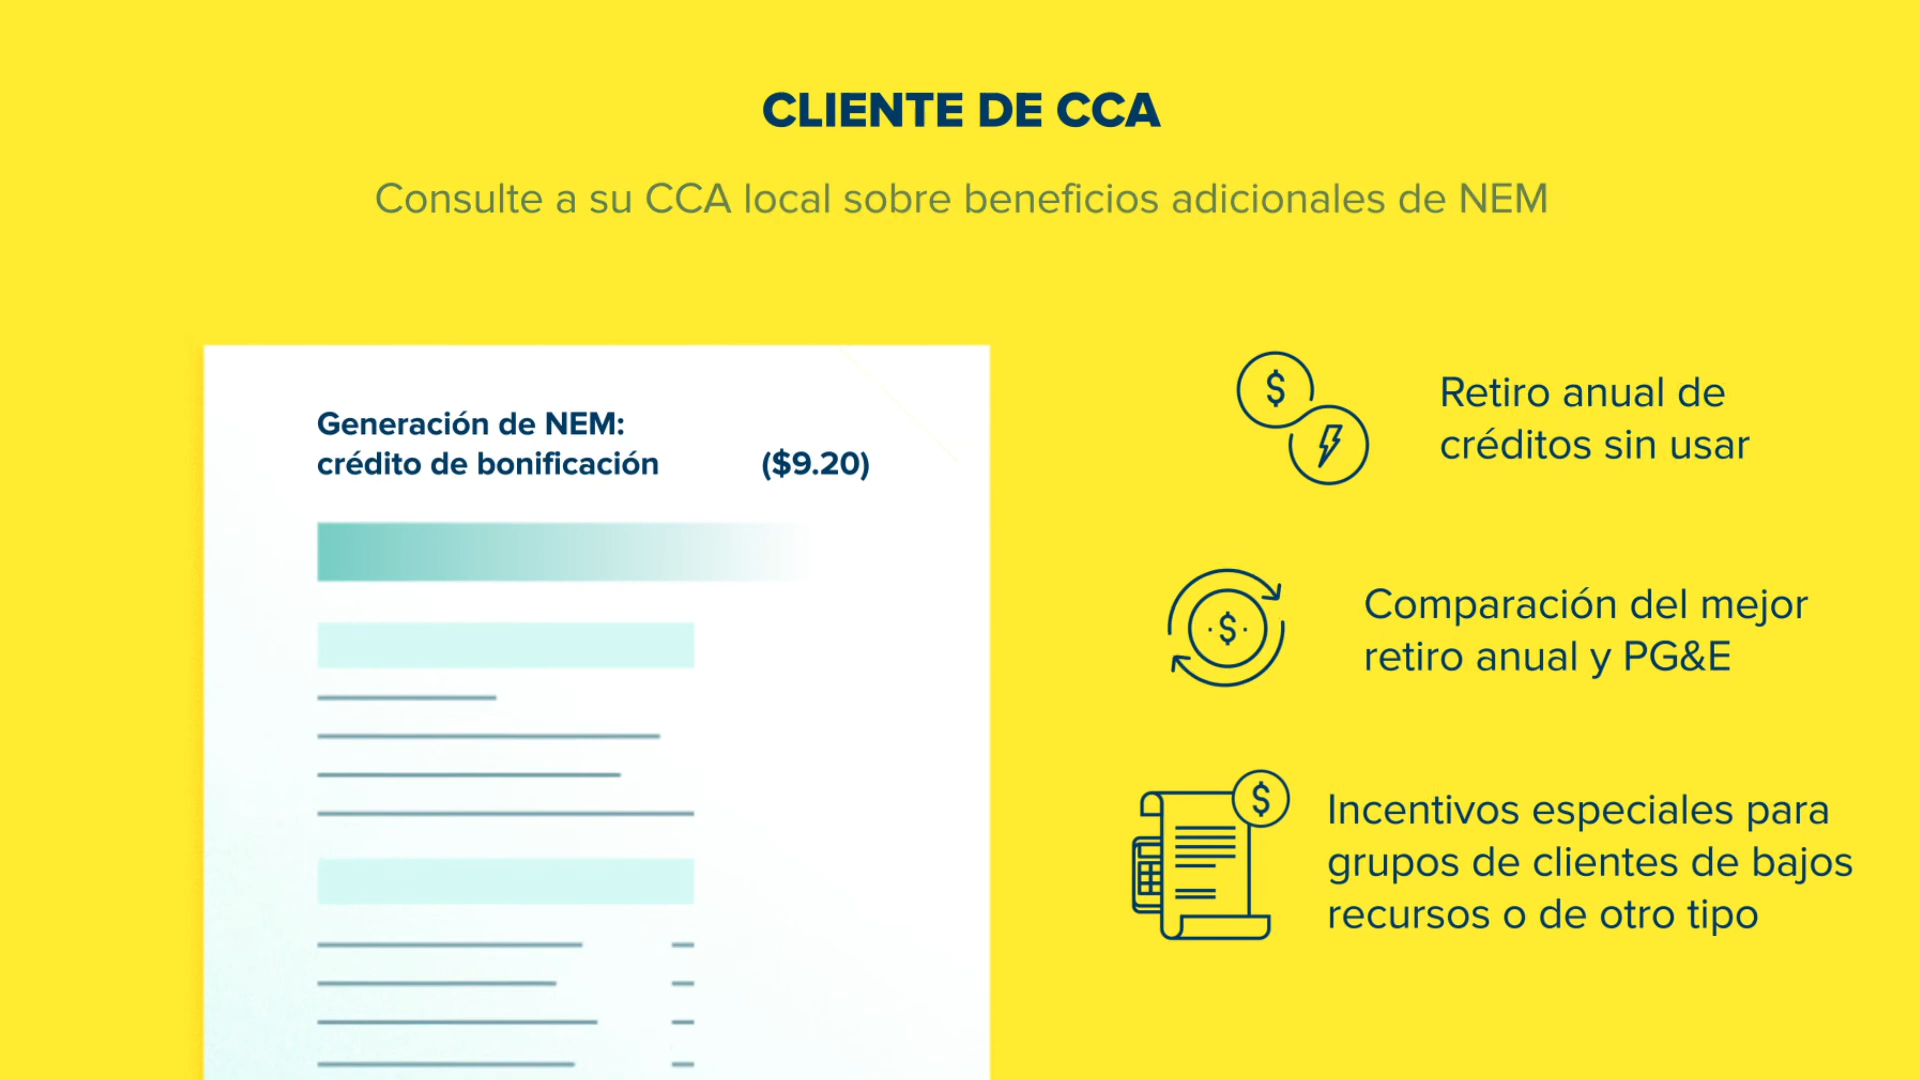 CLIENTE DE CCA
Consulte a su CCA local sobre beneficios adicionales de NEM
Generación de NEM:
crédito de bonificación ($9.20)
Retiro anual de
créditos sin usar
Comparación del mejor
retiro anual y PG&E
Incentivos especiales para
grupos de clientes de bajos
recursos o de otro tipo